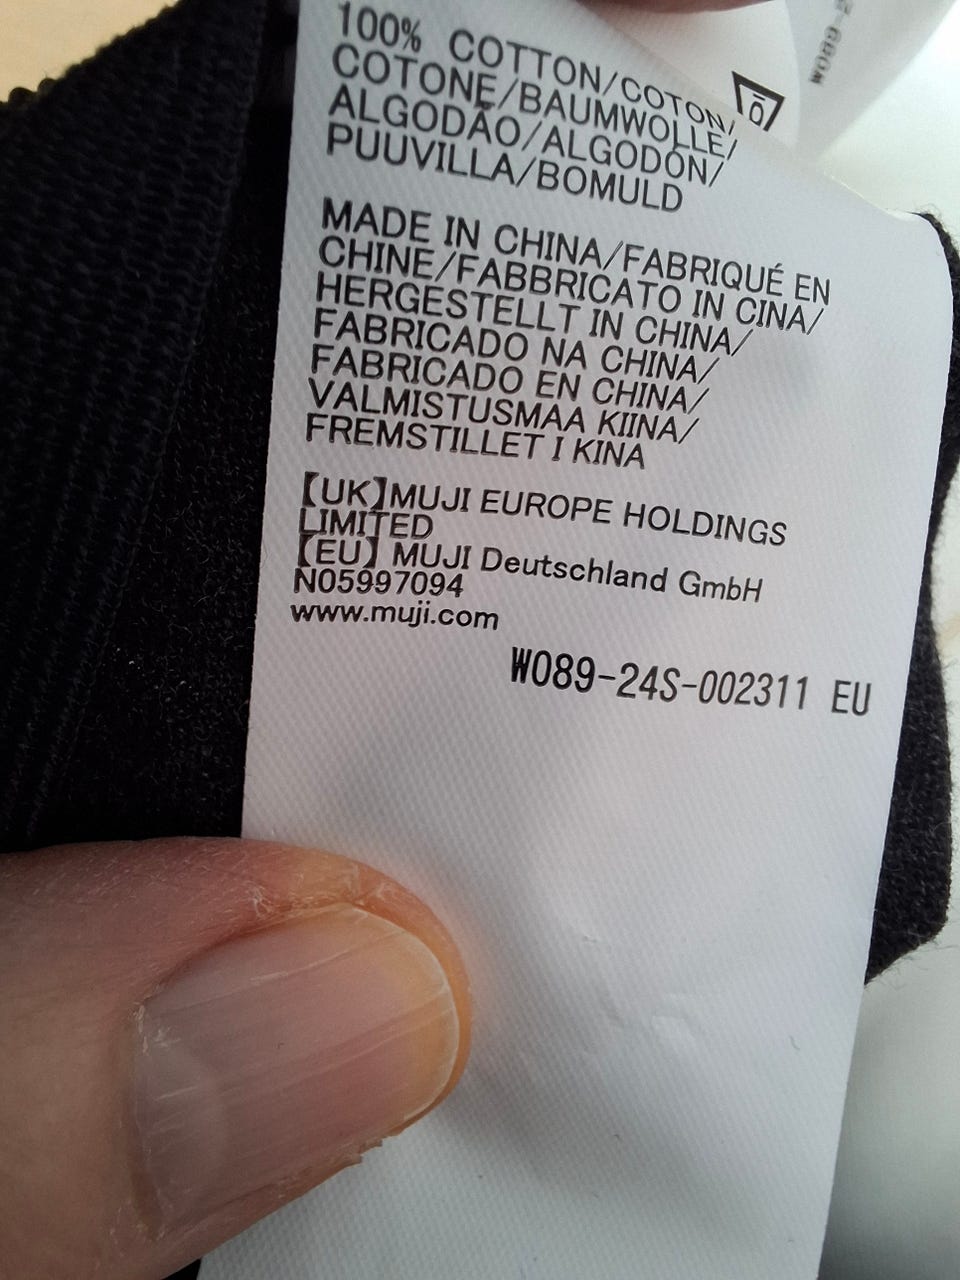 100% COTTON/COTON/
COTONE/BAUMWOLLE/
ALGODÃO/ALGODÓN/
PUUVILLA/BOMULD
MADE IN CHINA/FABRIQUÉ EN
CHINE/FABBRICATO IN CINA/
HERGESTELLT IN CHINA/
FABRICADO NA CHINA/
FABRICADO EN CHINA/
VALMISTUSMAA KIINA/
FREMSTILLET I KINA
【UK】MUJI EUROPE HOLDINGS
LIMITED
【EU】 MUJI Deutschland GmbH
N05997094
www.muji.com
W089-24S-002311 EU
W089-2